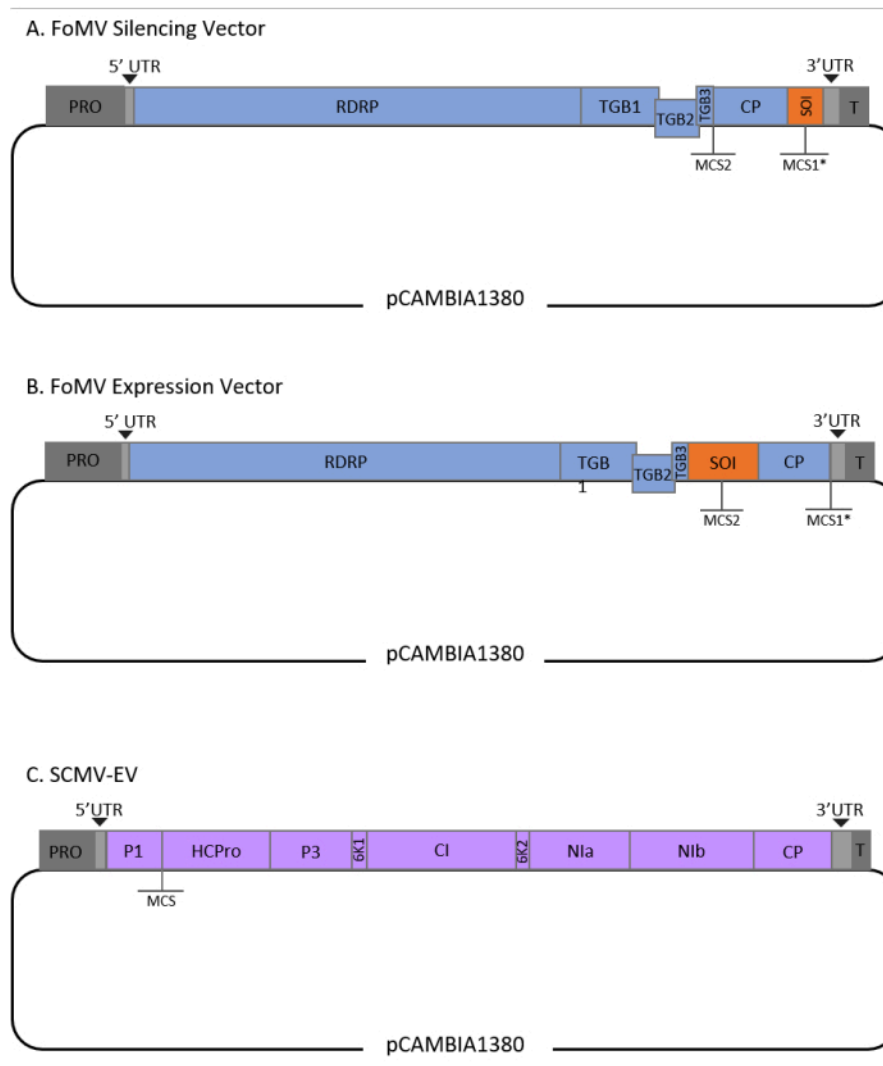 A. FoMV Silencing Vector
5' UTR
3'UTR
PRO
RDRP
TGB1
TGB2
TGB3
CP
SOI
T
MCS2
MCS1*
pCAMBIA1380
B. FoMV Expression Vector
5' UTR
3'UTR
PRO
RDRP
TGB
1
TGB2
TGB3
SOI
CP
T
MCS2
MCS1*
pCAMBIA1380
C. SCMV-EV
5'UTR
3'UTR
PRO
P1
HCPro
P3
6K1
CI
6K2
NIa
NIb
CP
T
MCS
pCAMBIA1380